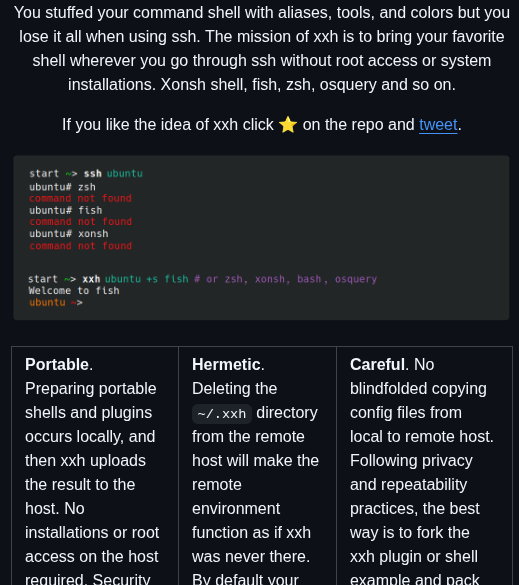 You stuffed your command shell with aliases, tools, and colors but you
lose it all when using ssh. The mission of xxh is to bring your favorite
shell wherever you go through ssh without root access or system
installations. Xonsh shell, fish, zsh, osquery and so on.
If you like the idea of xxh click ⭐ on the repo and tweet.
start ~> ssh ubuntu
ubuntu# zsh
command not found
ubuntu# fish
command not found
ubuntu# xonsh
command not found
start ~> xxh ubuntu +s fish # or zsh, xonsh, bash, osquery
Welcome to fish
ubuntu ~>
Portable.
Preparing portable
shells and plugins
occurs locally, and
then xxh uploads
the result to the
host. No
installations or root
access on the host
required. Security
Hermetic.
Deleting the
~/.xxh directory
from the remote
host will make the
remote
environment
function as if xxh
was never there.
By default your
Careful. No
blindfolded copying
config files from
local to remote host.
Following privacy
and repeatability
practices, the best
way is to fork the
xxh plugin or shell
example and pack